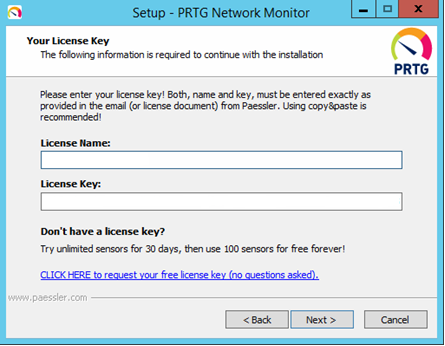 Setup - PRTG Network Monitor
Your License Key
The following information is required to continue with the installation
PRTG
Please enter your license key! Both, name and key, must be entered exactly as
provided in the email (or license document) from Paessler. Using copy&paste is
recommended!
License Name:
License Key:
Don't have a license key?
Try unlimited sensors for 30 days, then use 100 sensors for free forever!
CLICK HERE to request your free license key (no questions asked).
www.paessler.com
< Back
Next >
Cancel